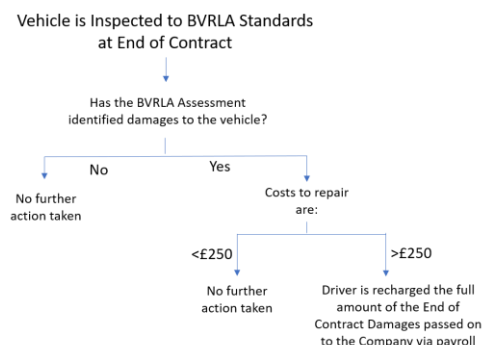 Vehicle is Inspected to BVRLA Standards
at End of Contract
Has the BVRLA Assessment
identified damages to the vehicle?
No
Yes
No further
action taken
Costs to repair
are:
<£250
>£250
No further
action taken
Driver is recharged the full
amount of the End of
Contract Damages passed on
to the Company via payroll